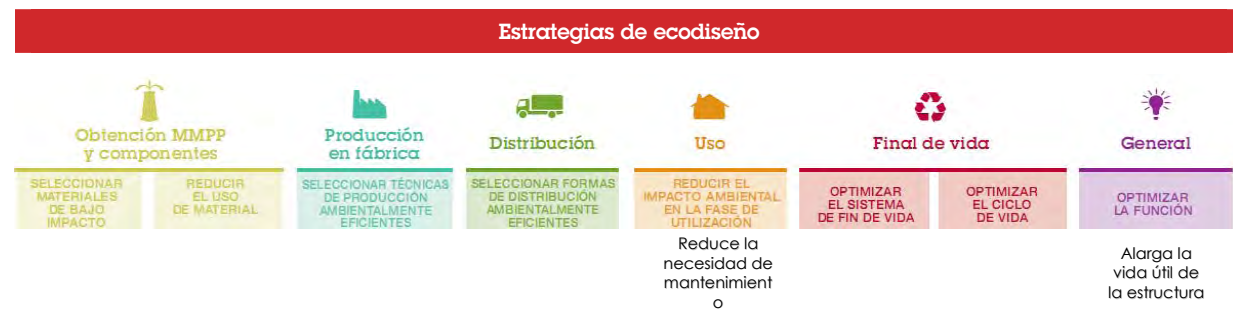 Estrategias de ecodiseño
Obtención MMPP
y componentes
Producción
en fábrica
Distribución
Uso
Final de vida
General
SELECCIONAR
MATERIALES
DE BAJO
IMPACTO
REDUCIR
EL USO
DE MATERIAL
SELECCIONAR TÉCNICAS
DE PRODUCCIÓN
AMBIENTALMENTE
EFICIENTES
SELECCIONAR FORMAS
DE DISTRIBUCIÓN
AMBIENTALMENTE
EFICIENTES
REDUCIR EL
IMPACTO AMBIENTAL
EN LA FASE DE
UTILIZACIÓN
OPTIMIZAR
EL SISTEMA
DE FIN DE VIDA
OPTIMIZAR
EL CICLO
DE VIDA
OPTIMIZAR
LA FUNCIÓN
Reduce la
necesidad de
mantenimient
o
Alarga la
vida útil de
la estructura